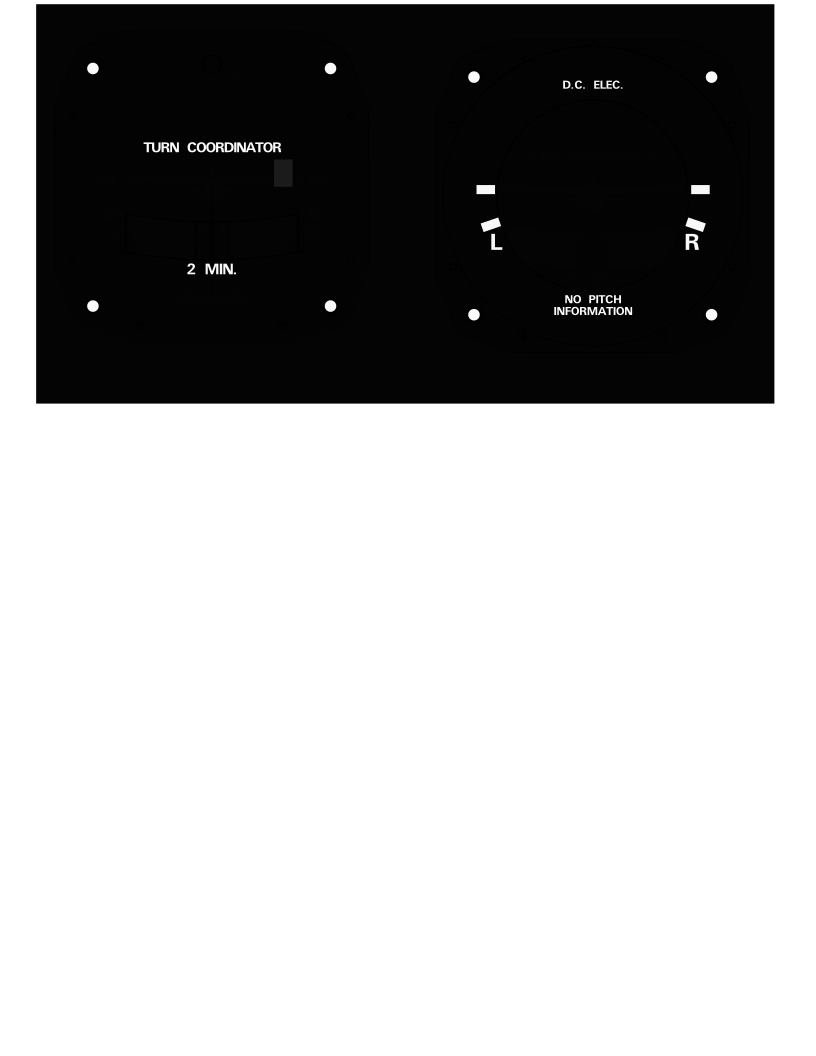 TURN COORDINATOR
2 MIN.
D.C. ELEC.
L R
NO PITCH
INFORMATION